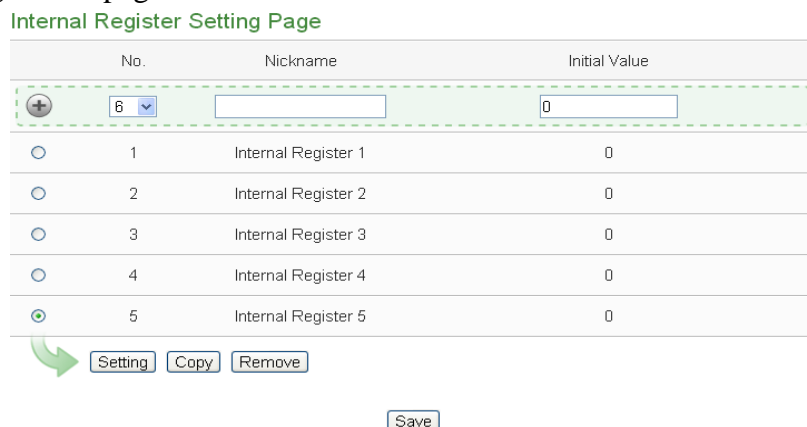 Internal Register Setting Page
No. Nickname Initial Value
6 0
1 Internal Register 1 0
2 Internal Register 2 0
3 Internal Register 3 0
4 Internal Register 4 0
5 Internal Register 5 0
Setting Copy Remove
Save